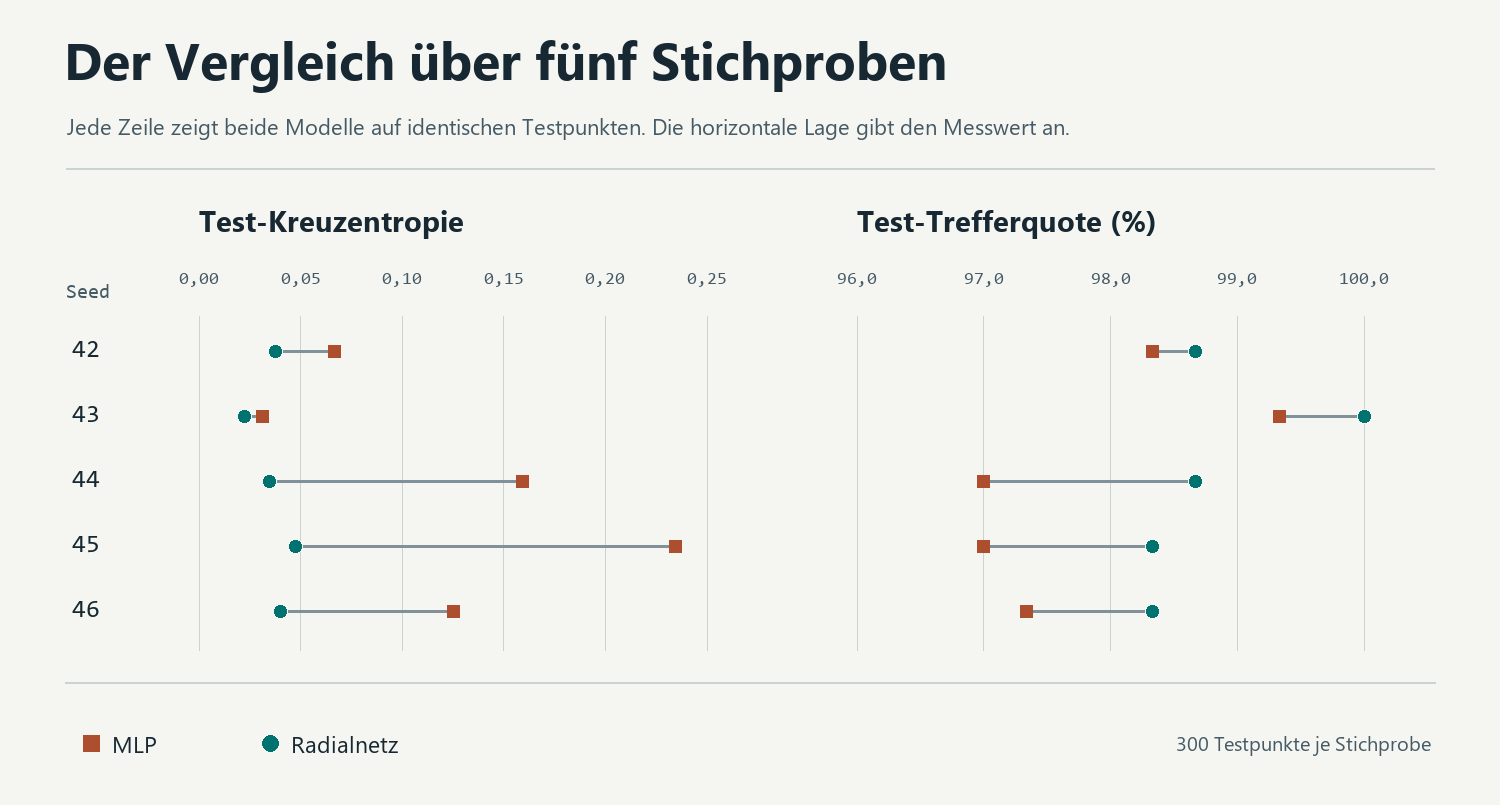 Der Vergleich über fünf Stichproben
Jede Zeile zeigt beide Modelle auf identischen Testpunkten. Die horizontale Lage gibt den Messwert an.
Test-Kreuzentropie
Test-Trefferquote (%)
Seed
0,00 0,05 0,10 0,15 0,20 0,25
96,0 97,0 98,0 99,0 100,0
42
43
44
45
46
MLP
Radialnetz
300 Testpunkte je Stichprobe